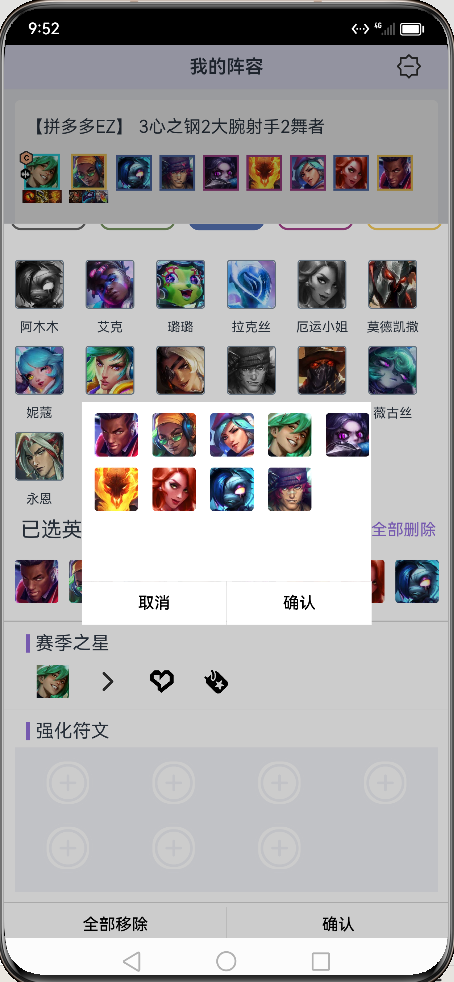 9:52
4G
我的阵容
【拼多多EZ】 3心之钢2大腕射手2舞者
阿木木 艾克 璐璐 拉克丝 厄运小姐 莫德凯撒
妮蔻 薇古丝
永恩
已选英 全部删除
取消 确认
赛季之星
强化符文
全部移除 确认